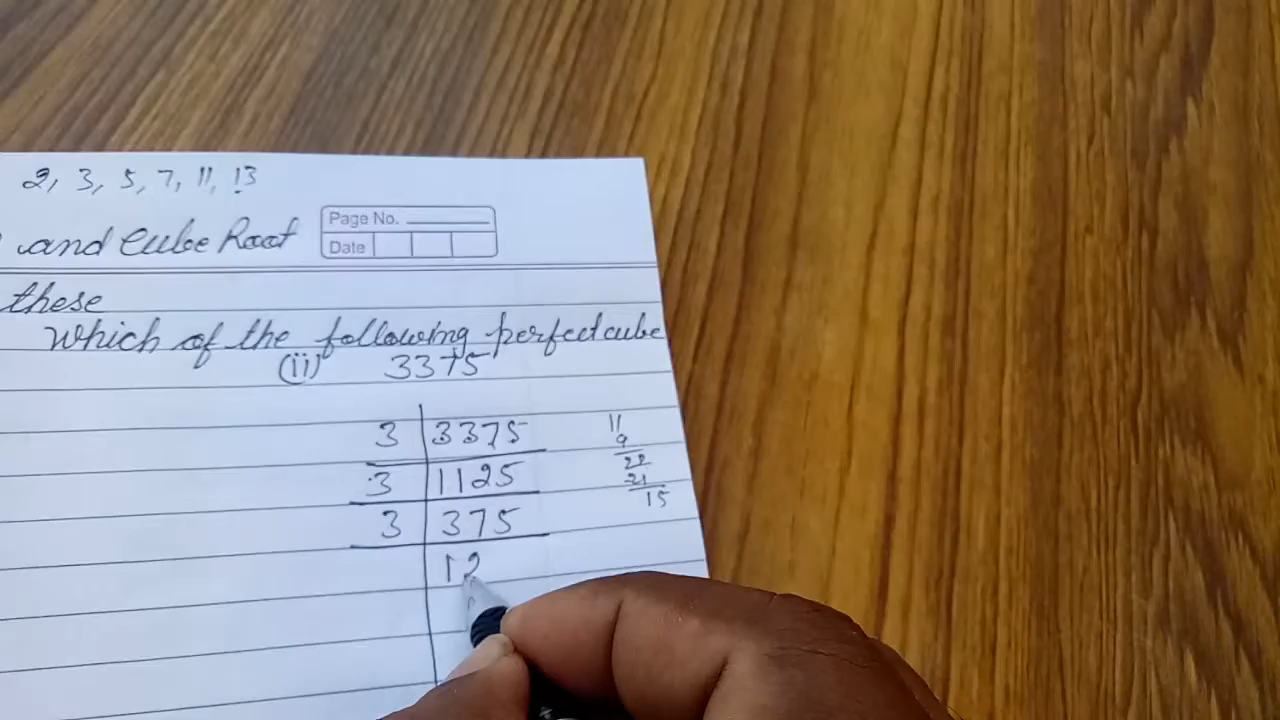 2, 3, 5, 7, 11, 13
and Cube Root
Page No.
Date
these
which of the following perfect cube
(ii) 3375
3 3375
3 1125
3 375
12
11
9
22
21
15